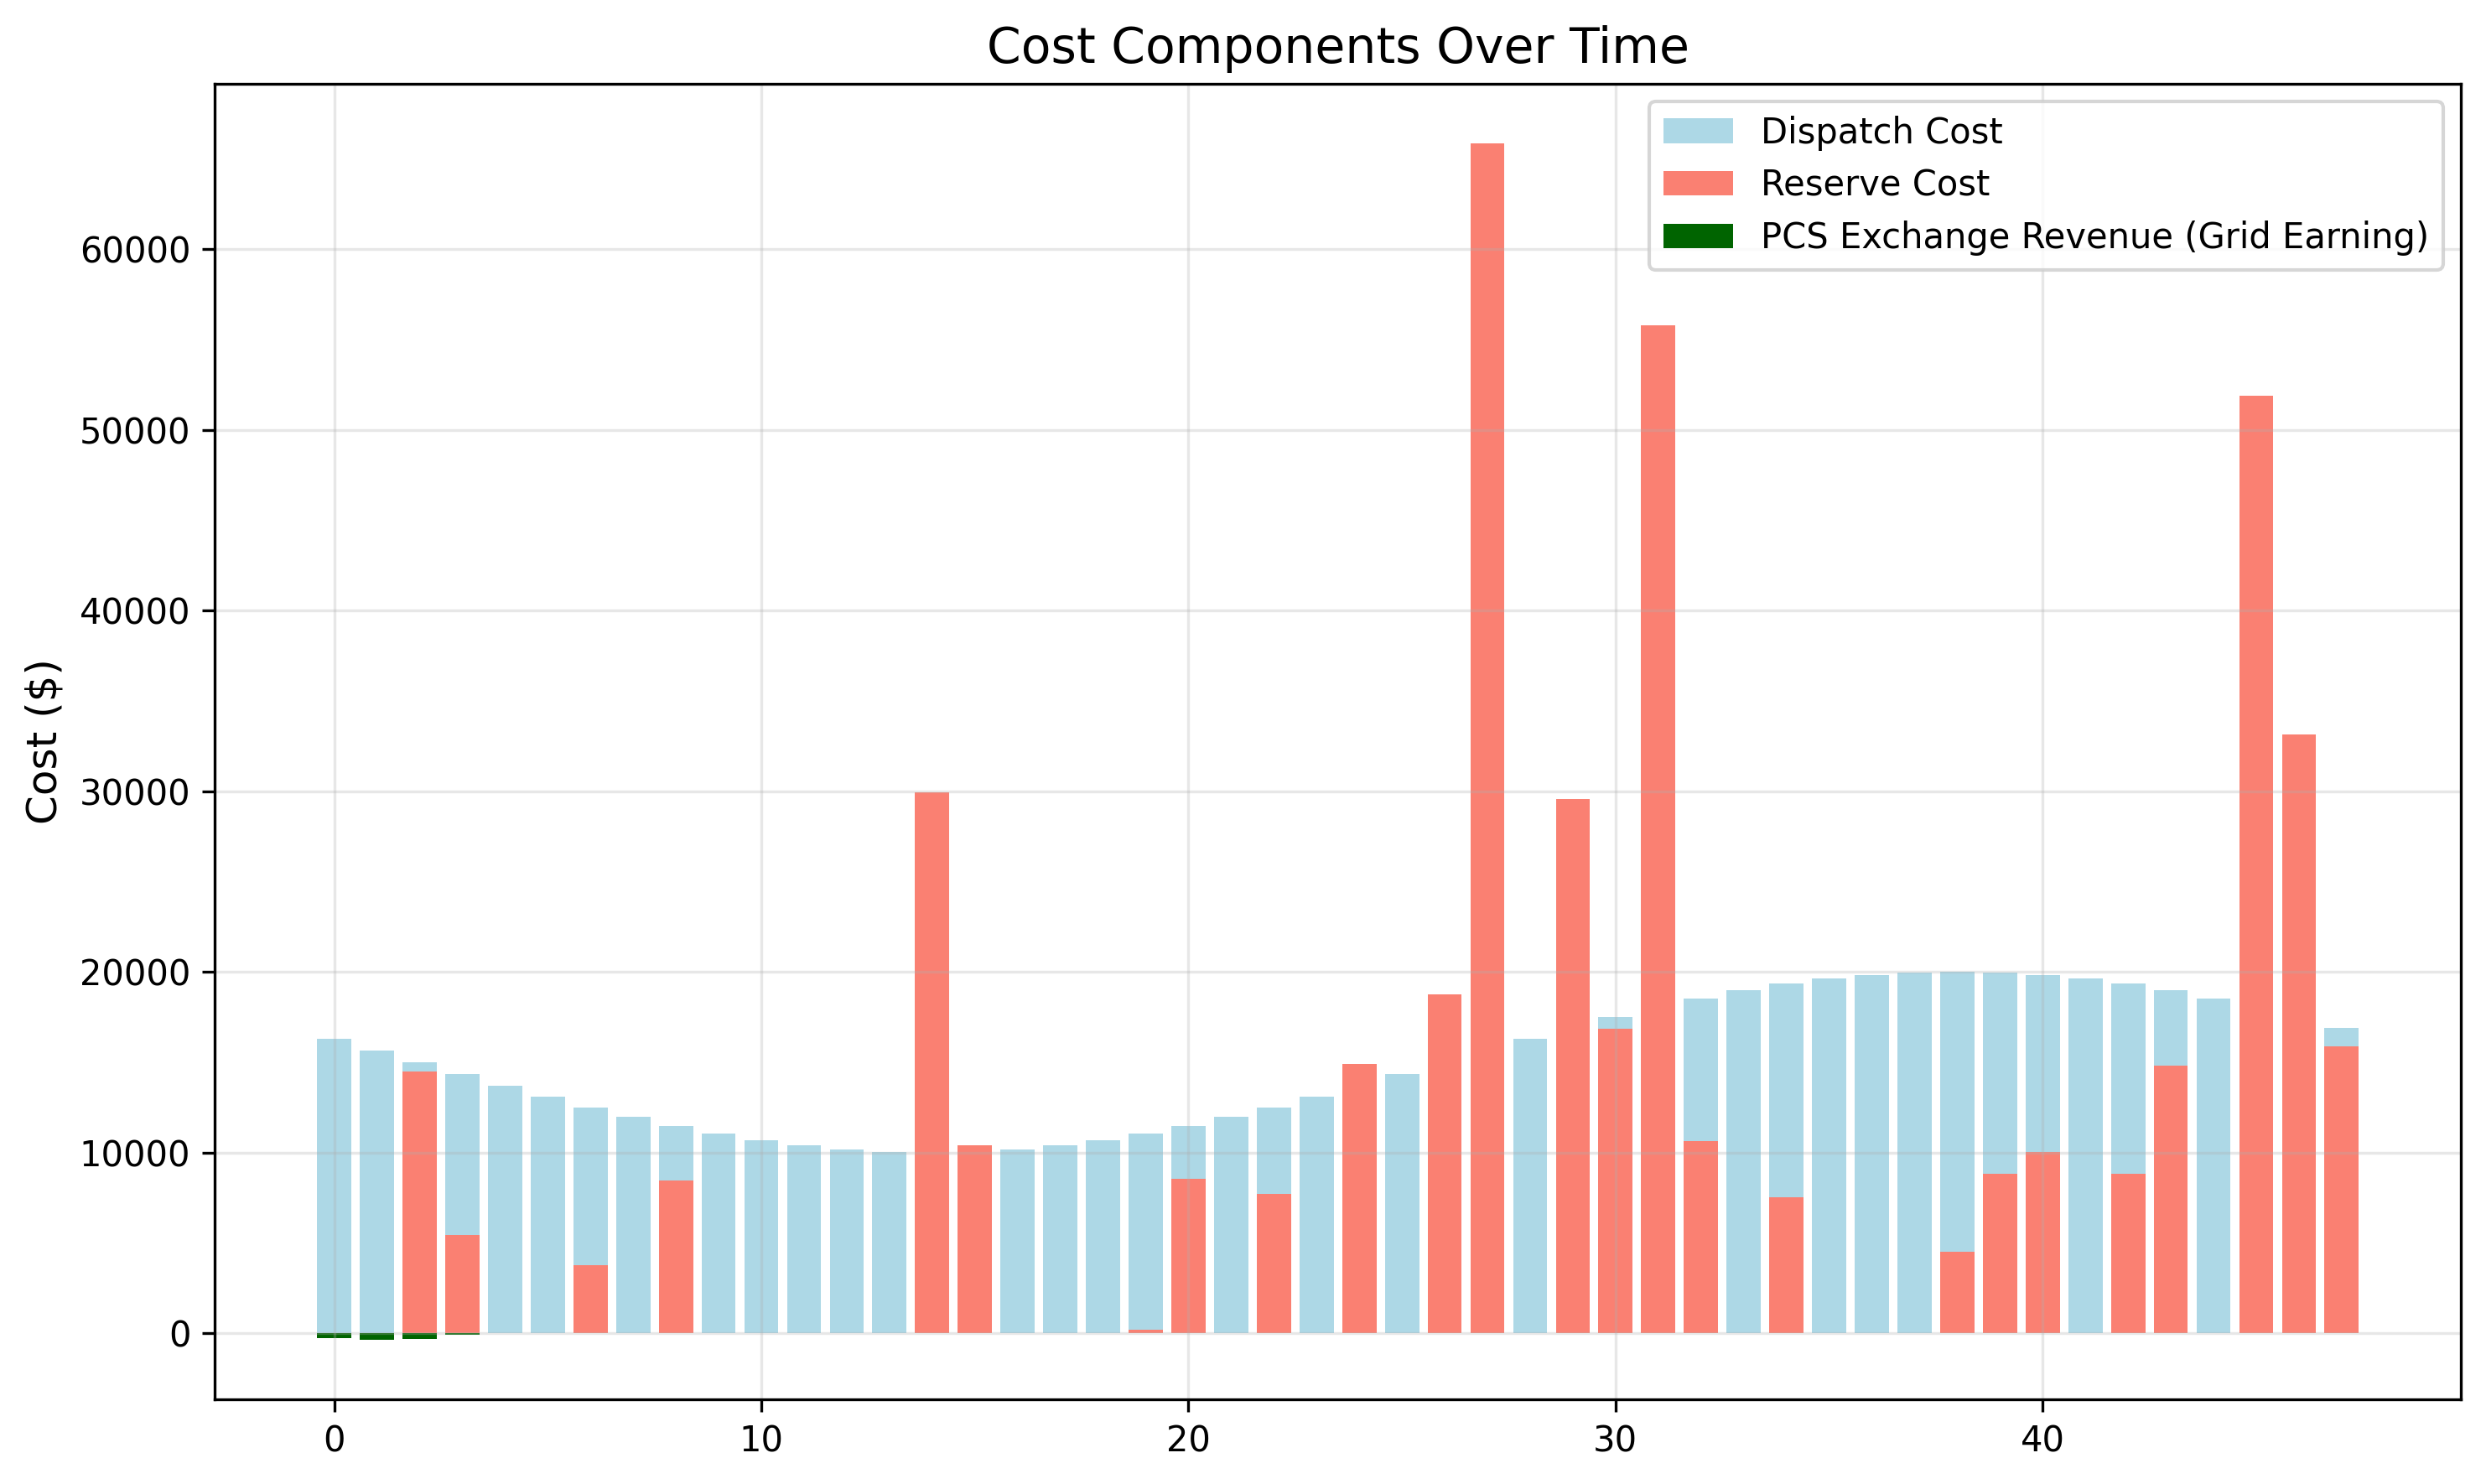 Cost Components Over Time
Dispatch Cost
Reserve Cost
PCS Exchange Revenue (Grid Earning)
Cost ($)
60000
50000
40000
30000
20000
10000
0
0 10 20 30 40